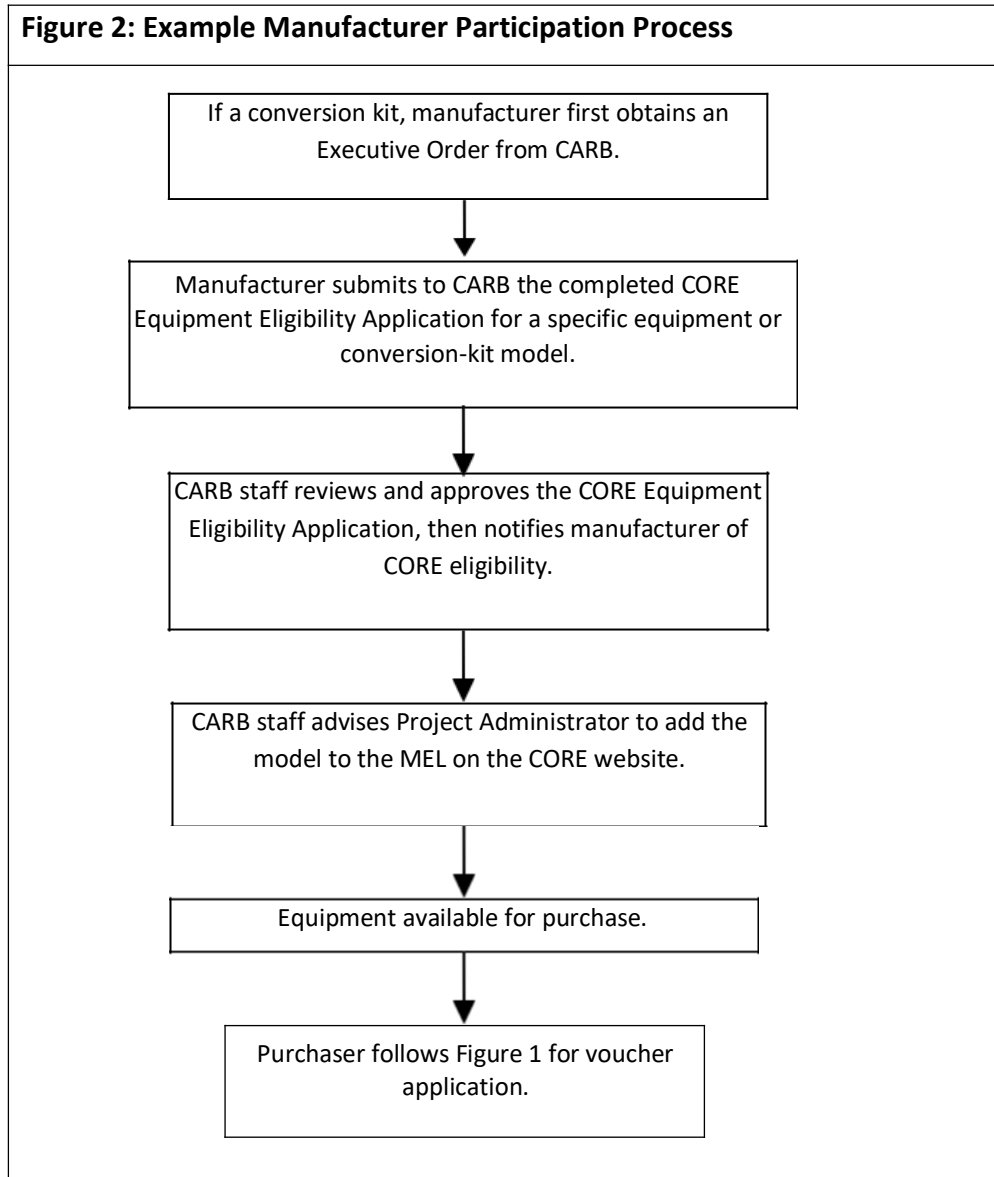 Figure 2: Example Manufacturer Participation Process
If a conversion kit, manufacturer first obtains an
Executive Order from CARB.
Manufacturer submits to CARB the completed CORE
Equipment Eligibility Application for a specific equipment or
conversion-kit model.
CARB staff reviews and approves the CORE Equipment
Eligibility Application, then notifies manufacturer of
CORE eligibility.
CARB staff advises Project Administrator to add the
model to the MEL on the CORE website.
Equipment available for purchase.
Purchaser follows Figure 1 for voucher
application.